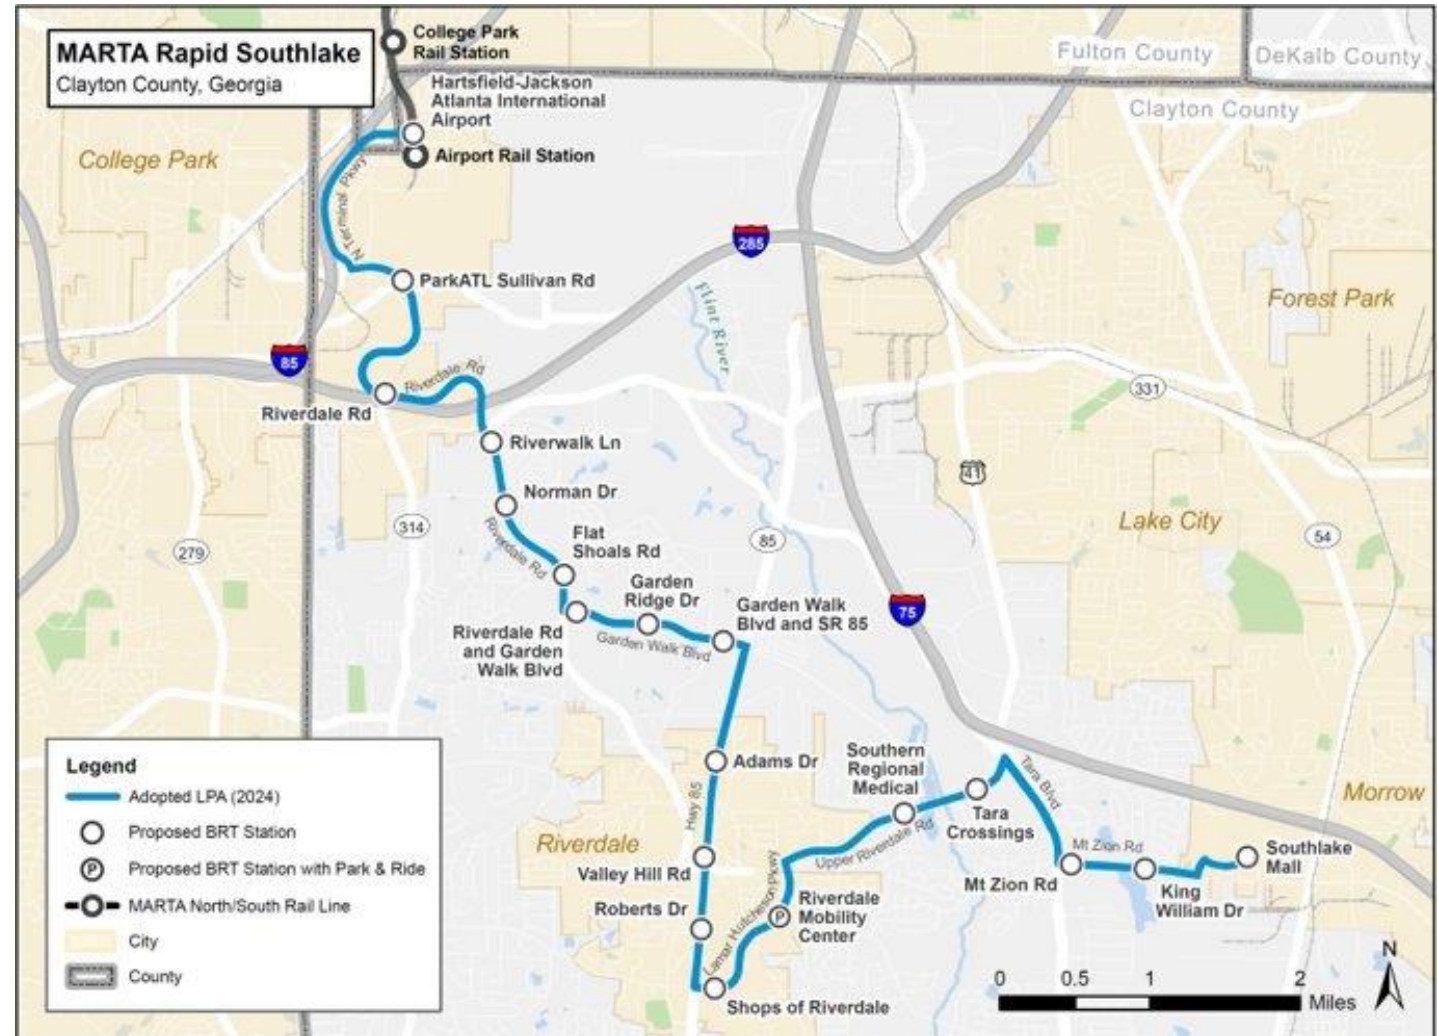 MARTA Rapid Southlake
Clayton County, Georgia
College Park
Rail Station
Fulton County
DeKalb County
Hartsfield-Jackson
Atlanta International
Airport
Clayton County
College Park
Airport Rail Station
N Terminal Pkwy
285
ParkATL Sullivan Rd
Flint River
Forest Park
85
Riverdale Rd
Riverdale Rd
331
Riverwalk Ln
41
Norman Dr
Lake City
314
Riverdale Rd
Flat
Shoals Rd
85
54
279
Garden
Ridge Dr
Garden Walk
Blvd and SR 85
75
Riverdale Rd
and Garden
Walk Blvd
Garden Walk Blvd
Legend
Adopted LPA (2024)
Proposed BRT Station
P
Proposed BRT Station with Park & Ride
MARTA North/South Rail Line
City
County
Adams Dr
Southern
Regional
Medical
Tara Blvd
Morrow
Hwy 85
Riverdale
Tara
Crossings
Upper Riverdale Rd
Mt Zion Rd
Southlake
Mall
Valley Hill Rd
Mt Zion Rd
King
William Dr
Roberts Dr
Lamar Hutcheson Pkwy
P
Riverdale
Mobility
Center
Shops of Riverdale
N
0 0.5 1 2
Miles